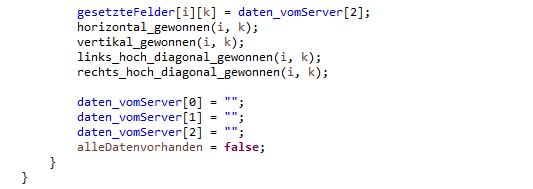 gesetzteFelder[i][k] = daten_vomServer[2];
horizontal_gewonnen(i, k);
vertikal_gewonnen(i, k);
links_hoch_diagonal_gewonnen(i, k);
rechts_hoch_diagonal_gewonnen(i, k);
daten_vomServer[0] = "";
daten_vomServer[1] = "";
daten_vomServer[2] = "";
alleDatenvorhanden = false;
}
}